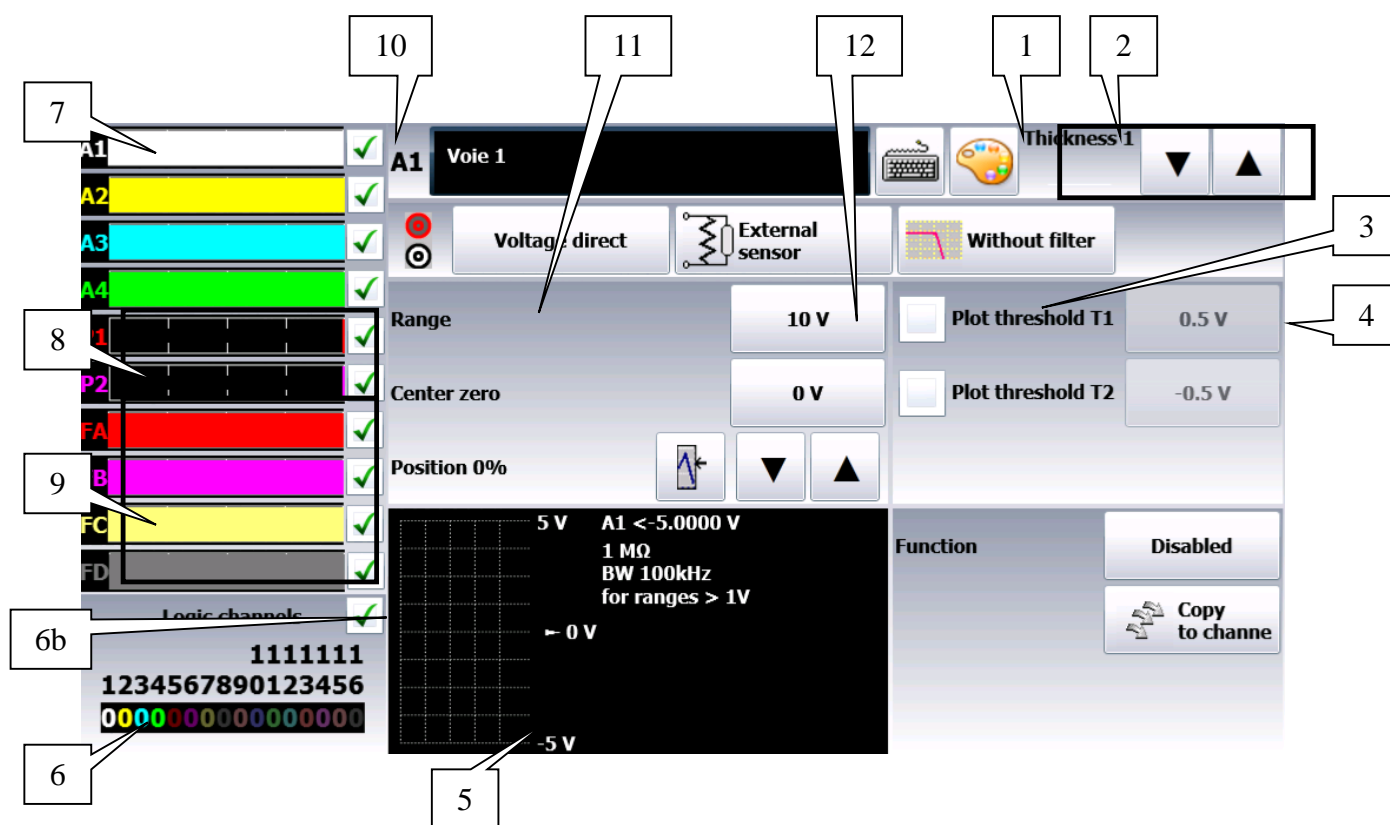 10
11
12
1
2
7
A1
A1
Voie 1
Thickness 1
A2
A3
Voltage direct
External
sensor
Without filter
3
A4
Range
10 V
Plot threshold T1
0.5 V
4
8
P2
Center zero
0 V
Plot threshold T2
-0.5 V
FA
Position 0%
9
B
FC
5 V
A1 <-5.0000 V
1 MΩ
BW 100kHz
for ranges > 1V
Function
Disabled
FD
Logic channels
Copy
to channe
6b
0 V
1111111
1234567890123456
0000000000000000
-5 V
6
5